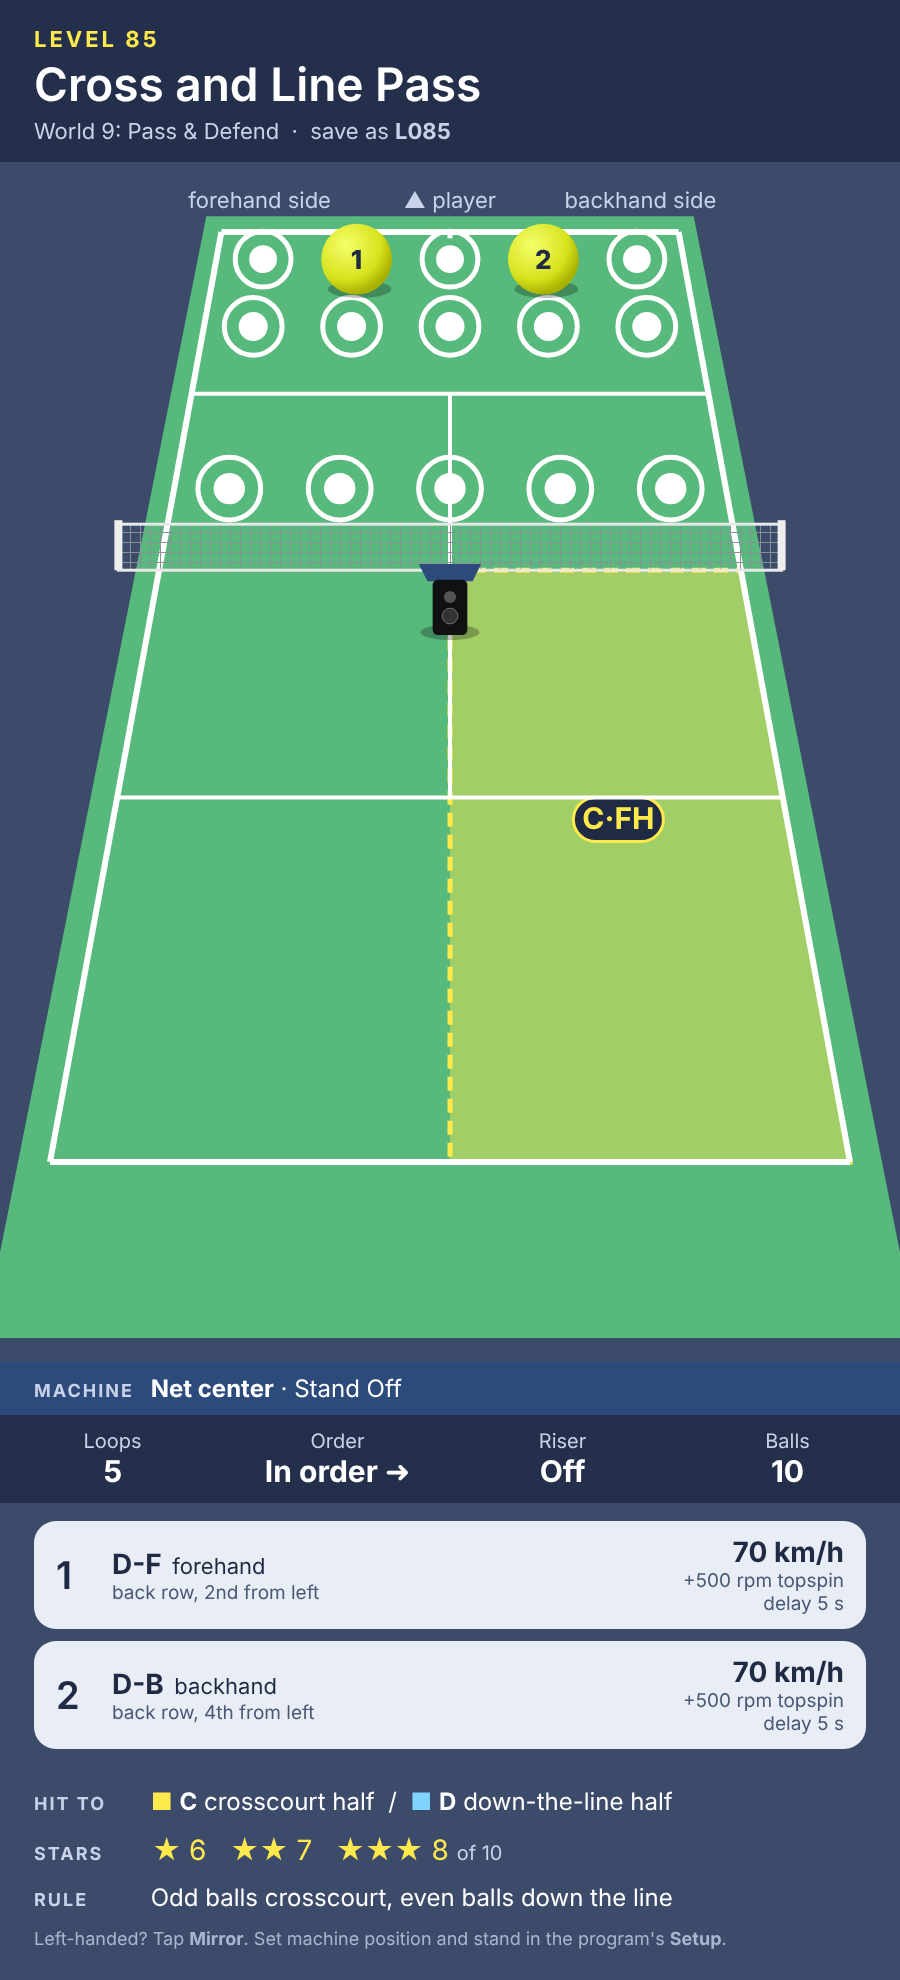 LEVEL 85
Cross and Line Pass
World 9: Pass & Defend · save as L085
forehand side ▲ player backhand side
1 2
C·FH
MACHINE Net center · Stand Off
Loops Order Riser Balls
5 In order ➜ Off 10
1 D-F forehand 70 km/h
back row, 2nd from left +500 rpm topspin
delay 5 s
2 D-B backhand 70 km/h
back row, 4th from left +500 rpm topspin
delay 5 s
HIT TO C crosscourt half / D down-the-line half
STARS ★ 6 ★★ 7 ★★★ 8 of 10
RULE Odd balls crosscourt, even balls down the line
Left-handed? Tap Mirror. Set machine position and stand in the program's Setup.